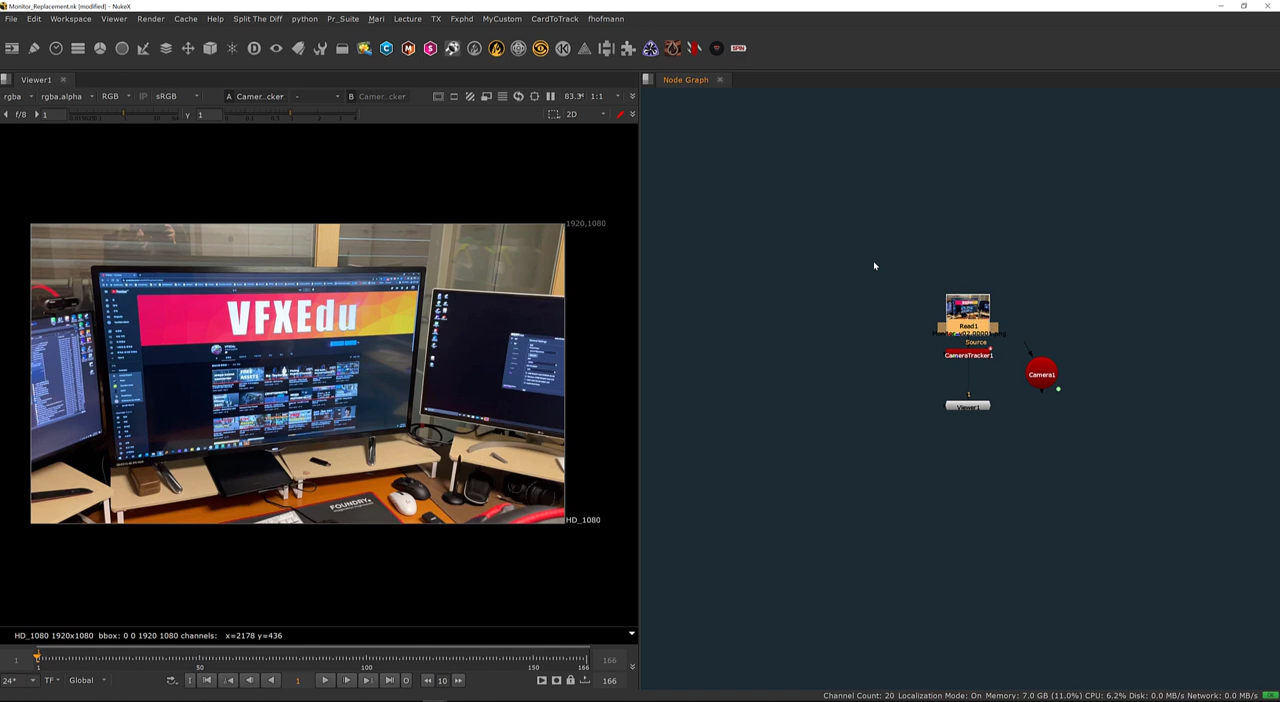 Monitor_Replacement.nk [modified] - NukeX
File Edit Workspace Viewer Render Cache Help Split The Diff python Pr_Suite Mari Lecture TX Fxphd MyCustom CardToTrack fhofmann
Viewer1
Node Graph
rgba rgba.alpha RGB IP sRGB A Camer..cker - B Camer..cker 83.3 1:1
f/8 1 Y 1 2D
1920,1080
VFXEdu
FOUNDRY.
HD_1080
Read1
Source
CameraTracker1
Camera1
1
Viewer1
HD_1080 1920x1080 bbox: 0 0 1920 1080 channels: x=2178 y=436
1 1 50 100 150 166 166
24* TF Global 1 10 166
Channel Count: 20 Localization Mode: On Memory: 7.0 GB (11.0%) CPU: 6.2% Disk: 0.0 MB/s Network: 0.0 MB/s